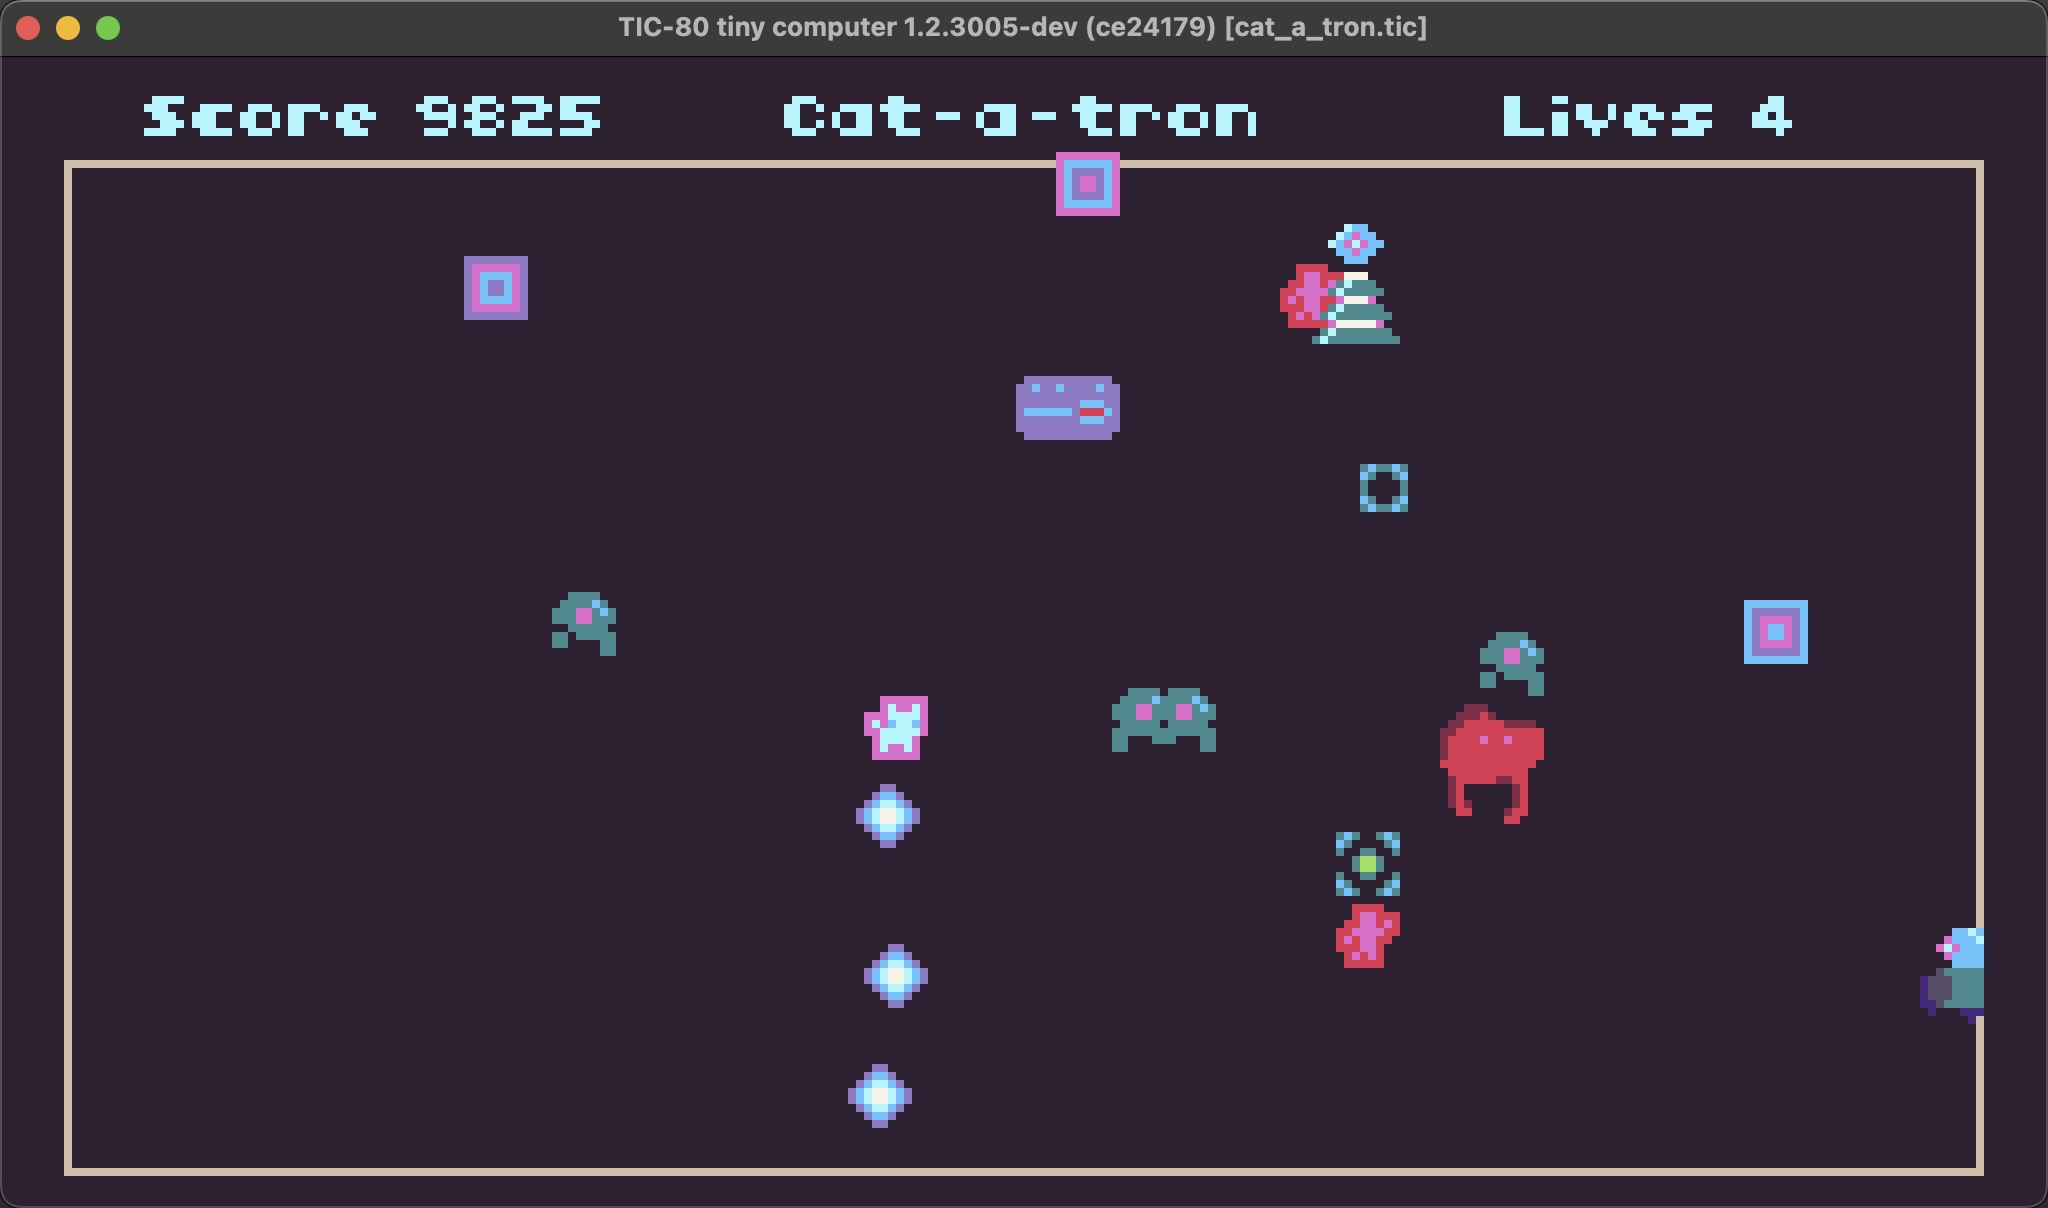 TIC-80 tiny computer 1.2.3005-dev (ce24179) [cat_a_tron.tic]
Score 9825 Cat-a-tron Lives 4